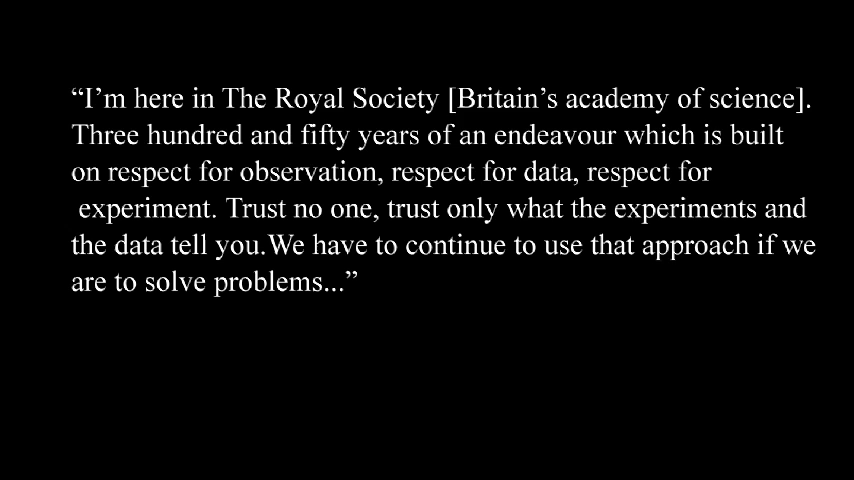 “I’m here in The Royal Society [Britain’s academy of science].
Three hundred and fifty years of an endeavour which is built
on respect for observation, respect for data, respect for
experiment. Trust no one, trust only what the experiments and
the data tell you.We have to continue to use that approach if we
are to solve problems...”